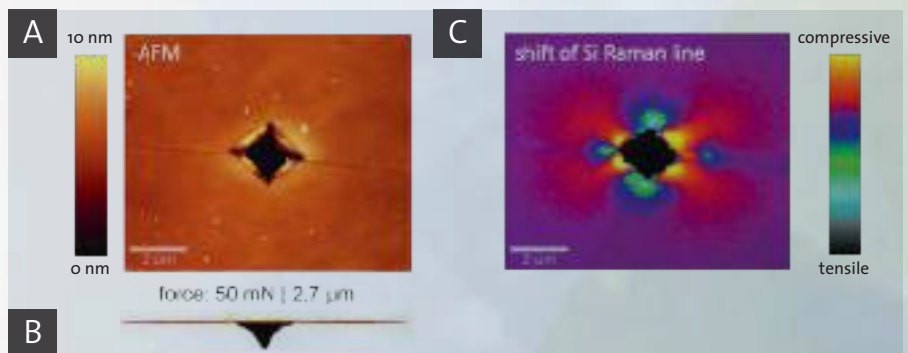 A
10 nm
AFM
2 µm
0 nm
force: 50 mN | 2.7 µm
B
C
shift of Si Raman line
compressive
2 µm
tensile